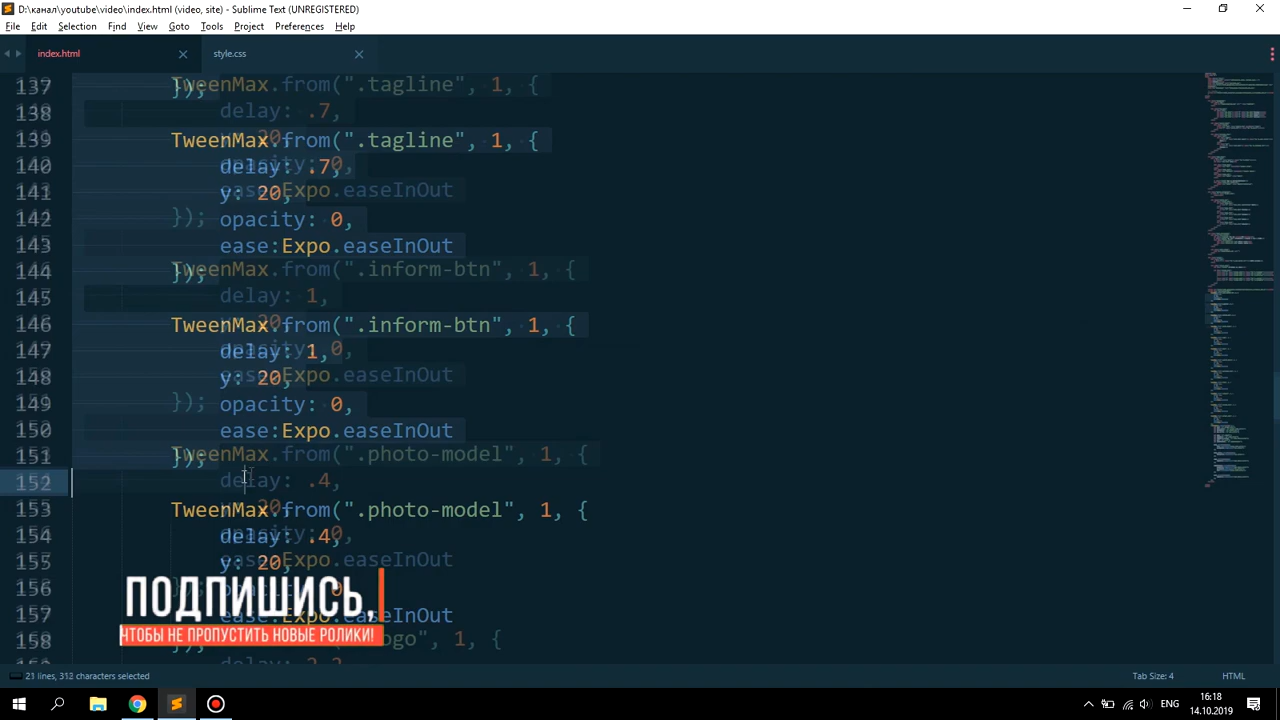 D:\канал\youtube\video\index.html (video, site) - Sublime Text (UNREGISTERED)
File Edit Selection Find View Goto Tools Project Preferences Help
index.html
style.css
137 });
138
139 TweenMax.from(".tagline", 1, {
140 delay: .7,
141 y: 20,
142 opacity: 0,
143 ease:Expo.easeInOut
144 });
145
146 TweenMax.from(".inform-btn", 1, {
147 delay: 1,
148 y: 20,
149 opacity: 0,
150 ease:Expo.easeInOut
151 });
152
153 TweenMax.from(".photo-model", 1, {
154 delay: .4,
155 y: 20,
156
157 ease:Expo.easeInOut
158 });
ПОДПИШИСЬ,
ЧТОБЫ НЕ ПРОПУСТИТЬ НОВЫЕ РОЛИКИ!
21 lines, 312 characters selected
Tab Size: 4
HTML
ENG
16:18
14.10.2019